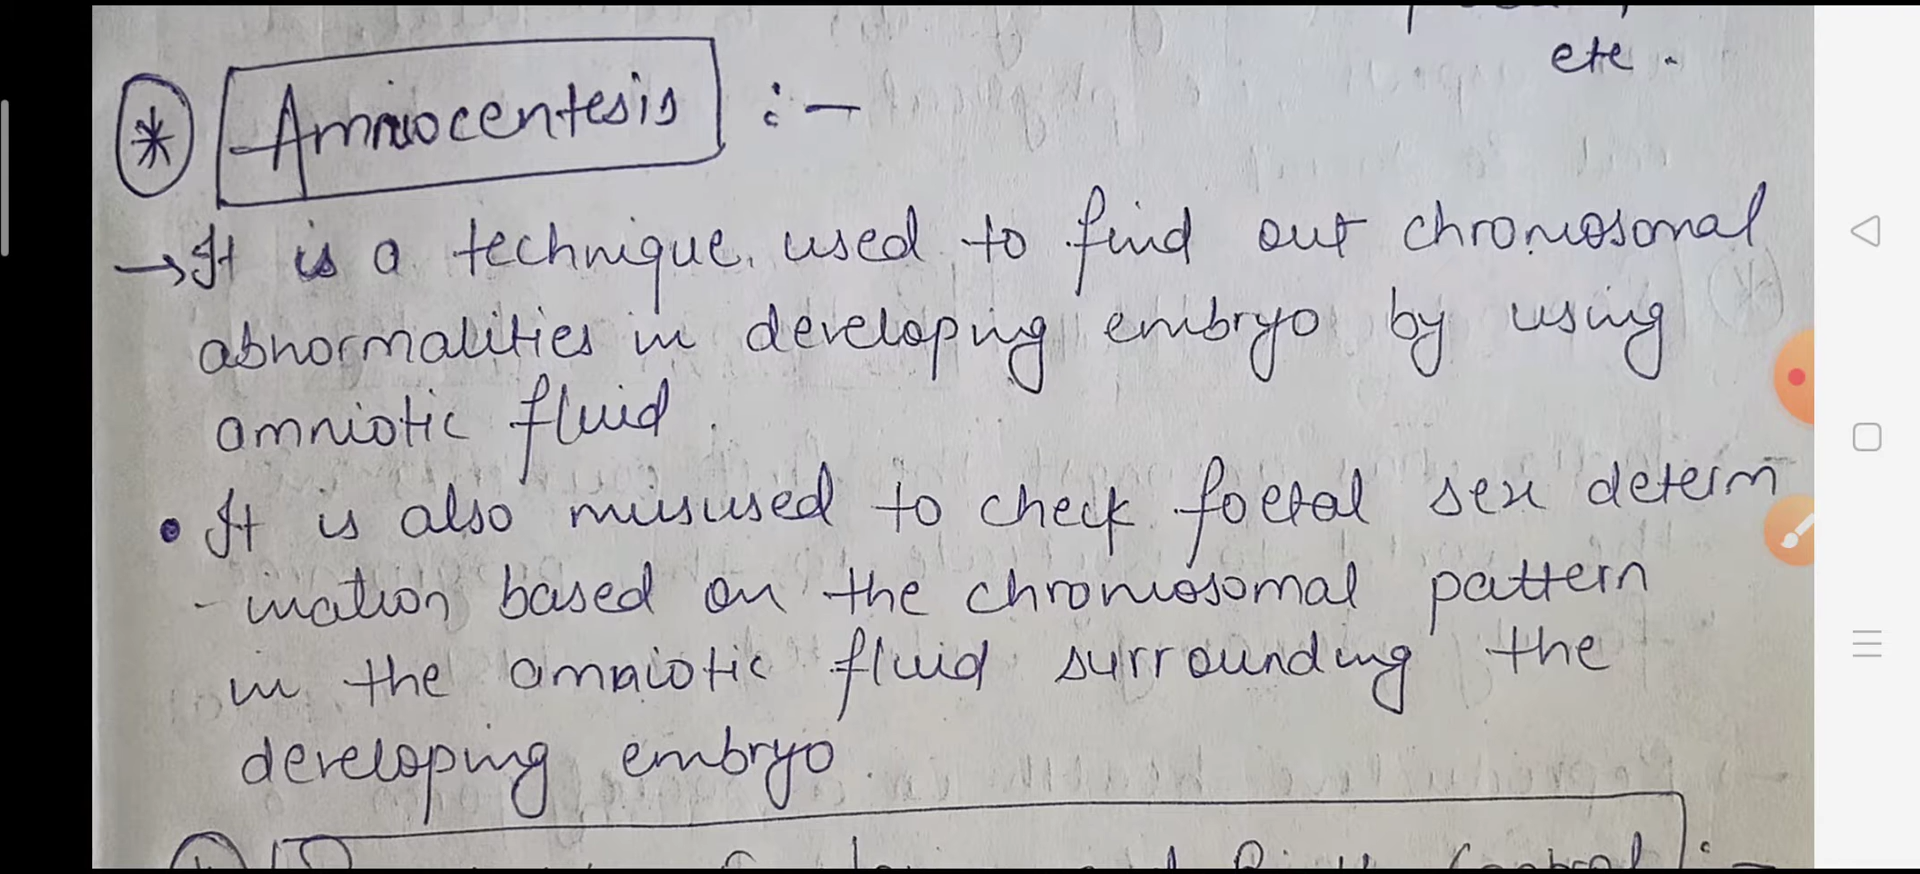 etc.
* Amniocentesis :-
→ It is a technique used to find out chromosomal
abnormalities in developing embryo by using
amniotic fluid.
• It is also misused to check foetal sex determ
-ination based on the chromosomal pattern
in the amniotic fluid surrounding the
developing embryo.